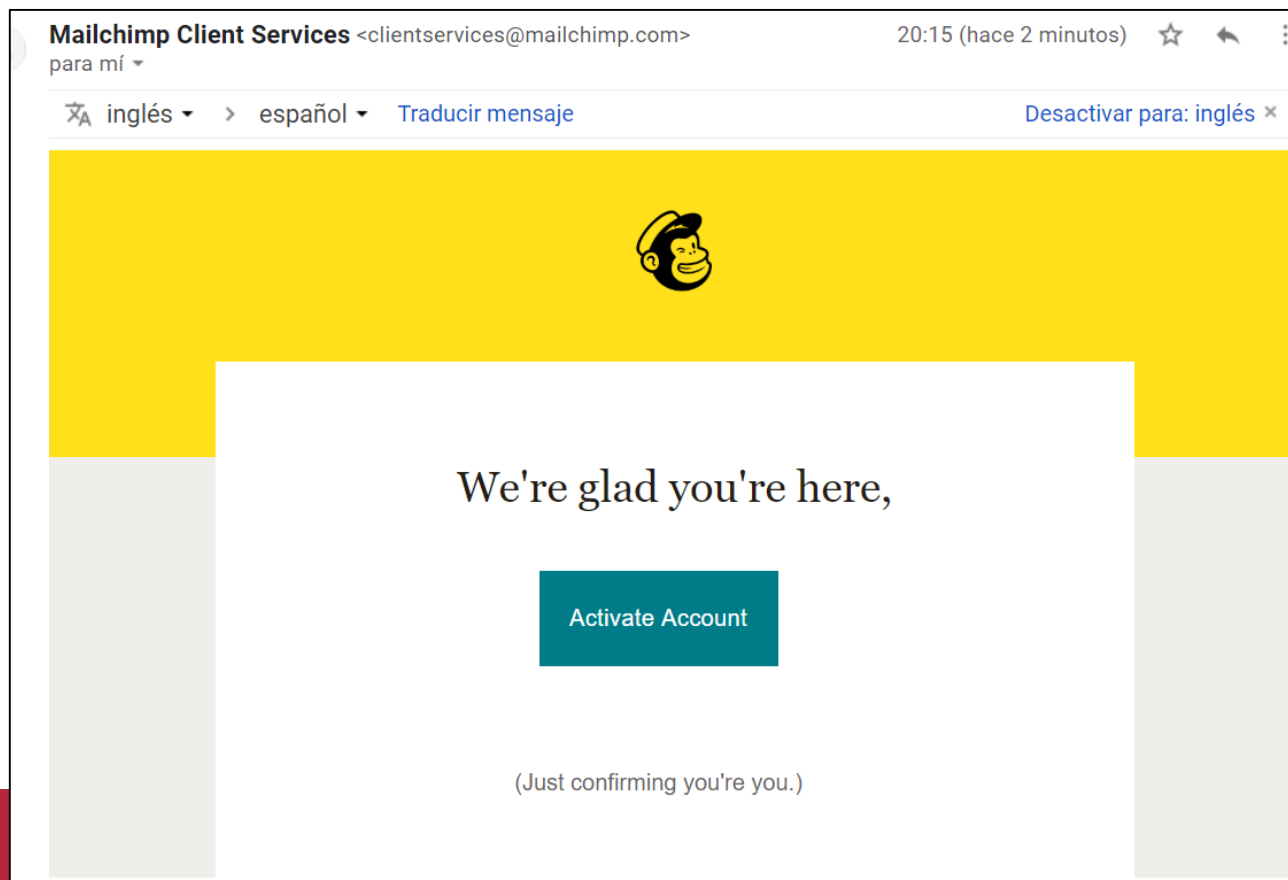 Mailchimp Client Services <clientservices@mailchimp.com> 20:15 (hace 2 minutos)
para mí
inglés > español Traducir mensaje Desactivar para: inglés ×
We're glad you're here,
Activate Account
(Just confirming you're you.)